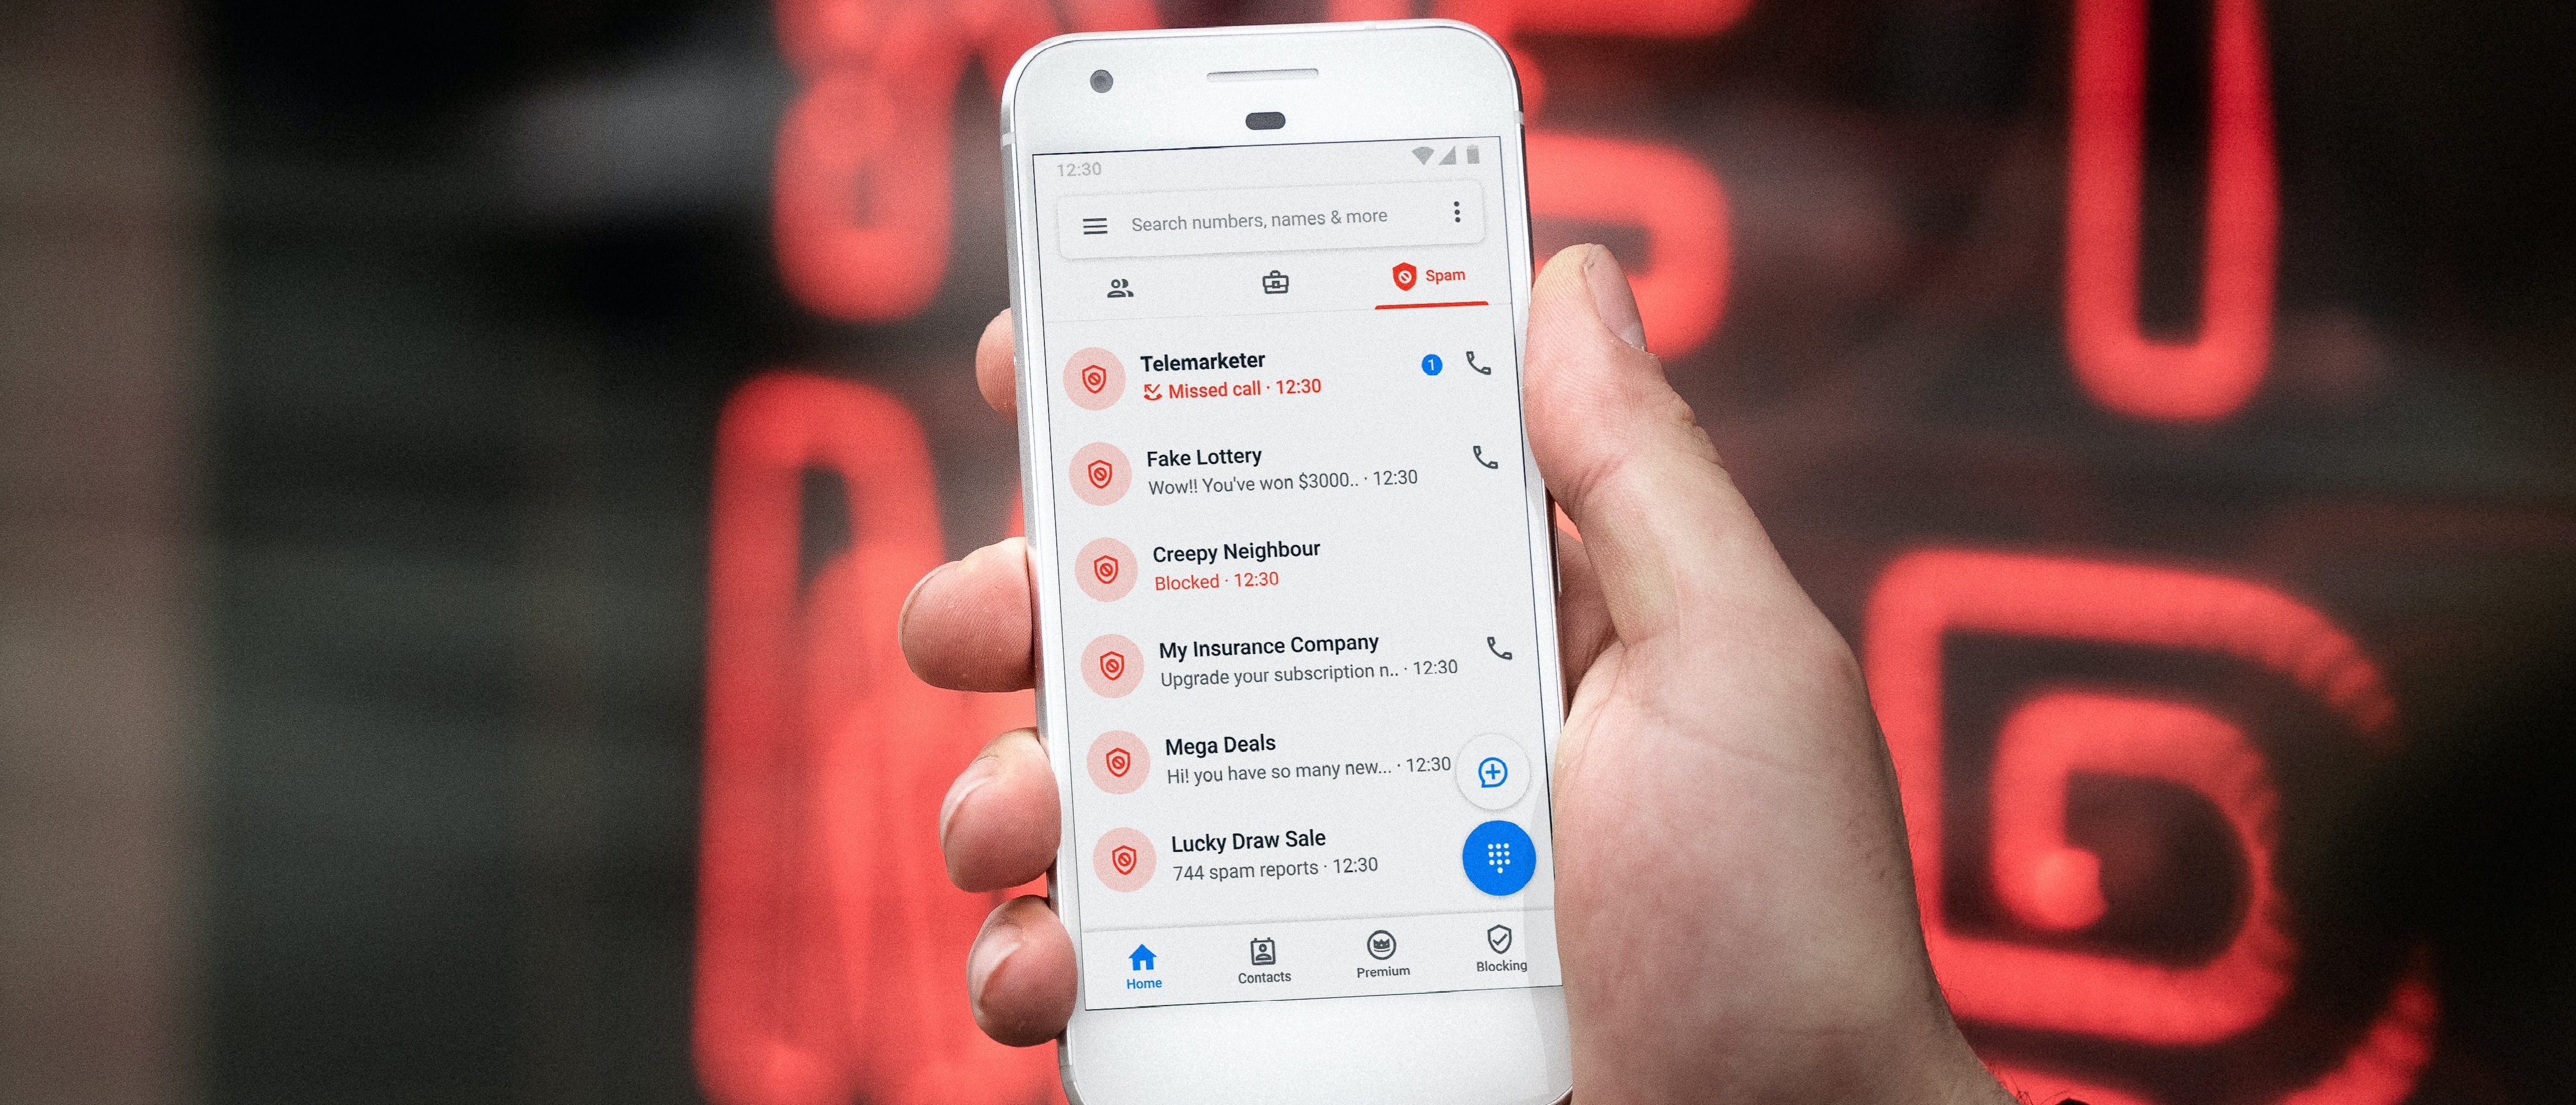 12:30
Search numbers, names & more
Spam
Telemarketer
1
Missed call · 12:30
Fake Lottery
Wow!! You've won $3000.. · 12:30
Creepy Neighbour
Blocked · 12:30
My Insurance Company
Upgrade your subscription n.. · 12:30
Mega Deals
Hi! you have so many new... · 12:30
Lucky Draw Sale
744 spam reports · 12:30
Home
Contacts
Premium
Blocking